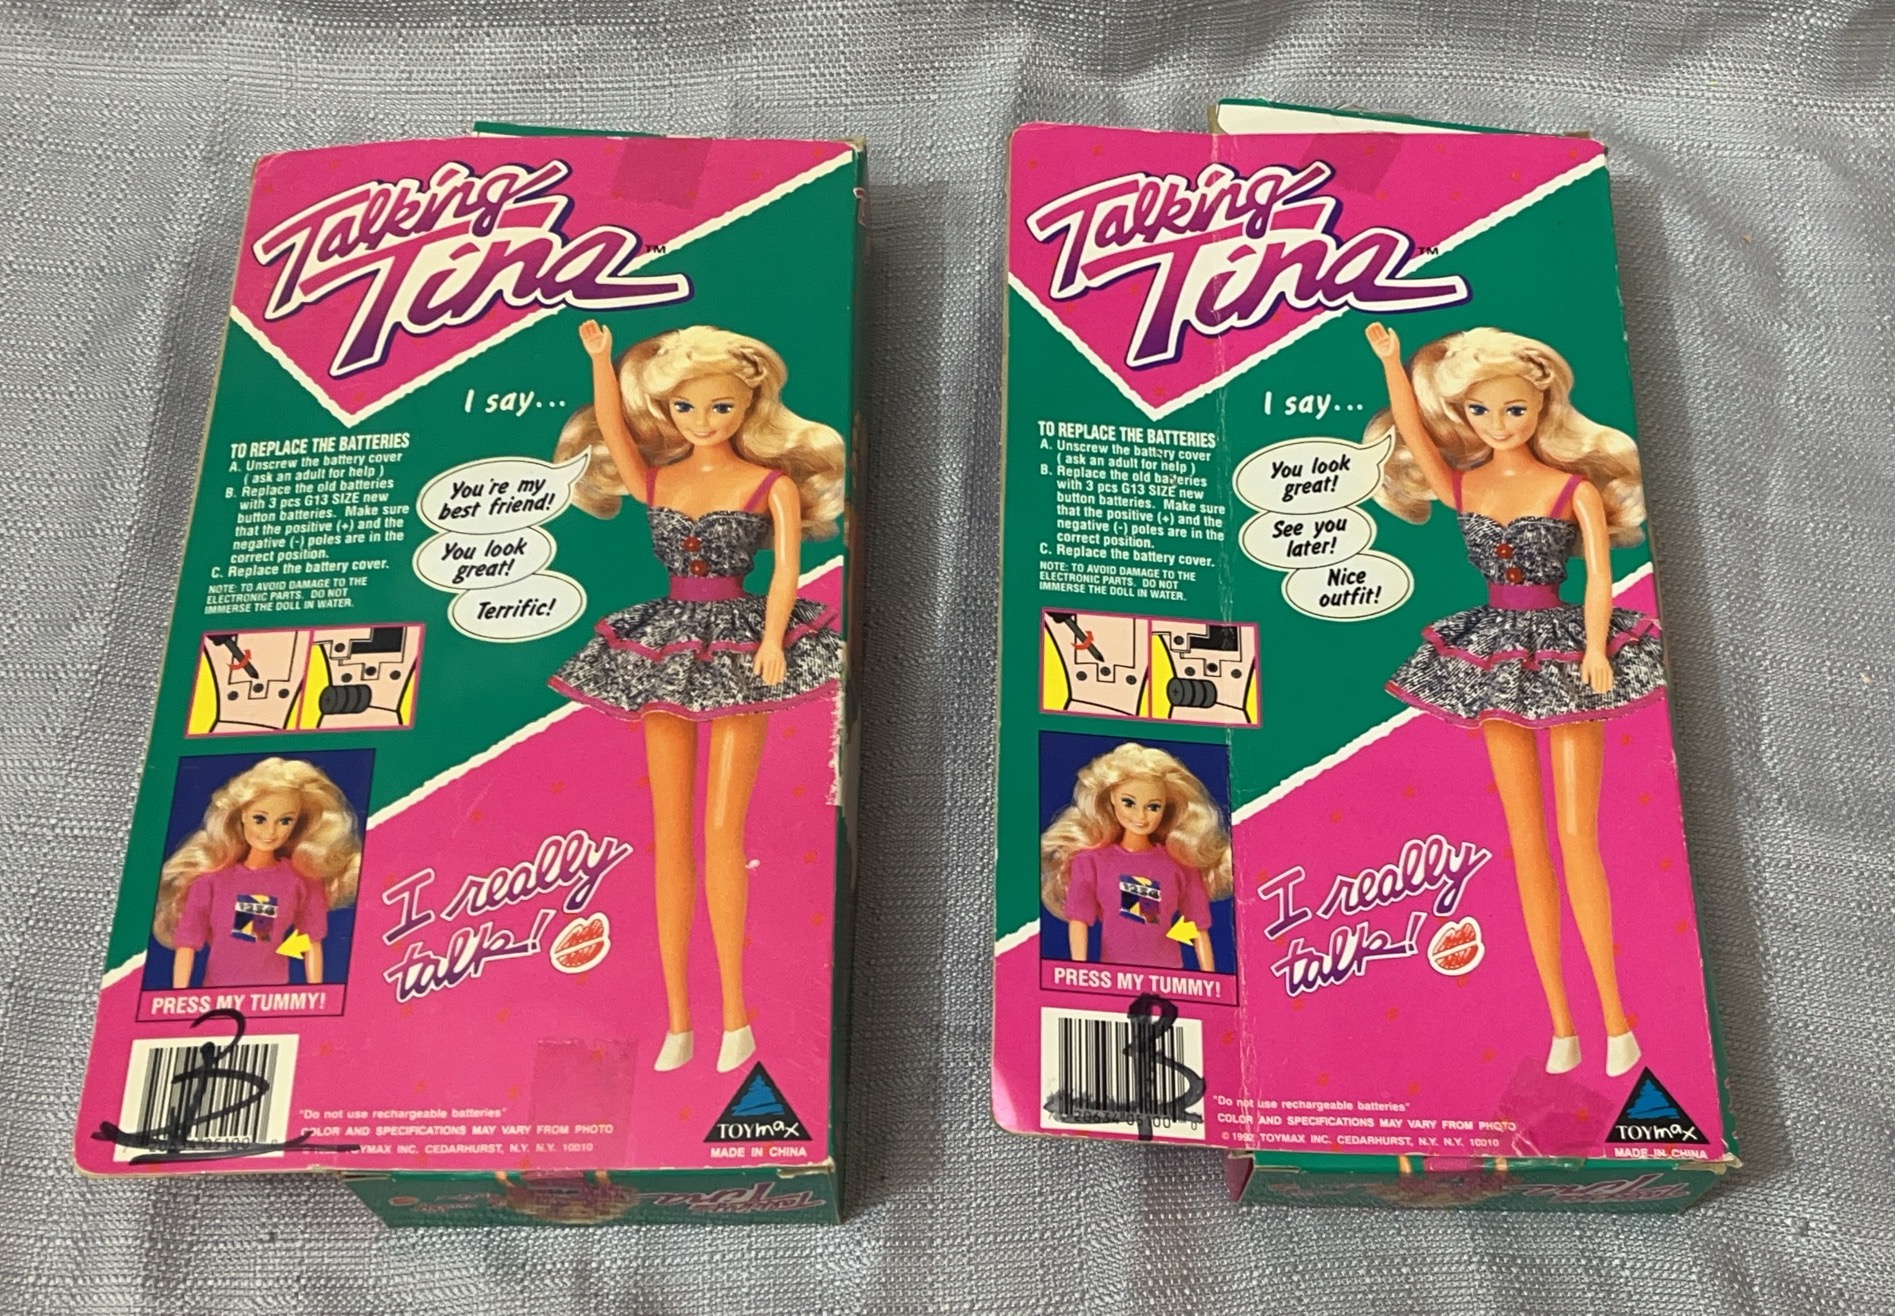 Talking
Tina™
I say...
TO REPLACE THE BATTERIES
A. Unscrew the battery cover
( ask an adult for help )
B. Replace the old batteries
with 3 pcs G13 SIZE new
button batteries. Make sure
that the positive (+) and the
negative (-) poles are in the
correct position.
C. Replace the battery cover.
NOTE: TO AVOID DAMAGE TO THE
ELECTRONIC PARTS. DO NOT
IMMERSE THE DOLL IN WATER.
You're my
best friend!
You look
great!
Terrific!
I really
talk!
PRESS MY TUMMY!
"Do not use rechargeable batteries"
COLOR AND SPECIFICATIONS MAY VARY FROM PHOTO
INC. CEDARHURST, N.Y. N.Y. 10010
TOYmax
MADE IN CHINA
Talking
Tina™
I say...
TO REPLACE THE BATTERIES
A. Unscrew the battery cover
( ask an adult for help )
B. Replace the old batteries
with 3 pcs G13 SIZE new
button batteries. Make sure
that the positive (+) and the
negative (-) poles are in the
correct position.
C. Replace the battery cover.
NOTE: TO AVOID DAMAGE TO THE
ELECTRONIC PARTS. DO NOT
IMMERSE THE DOLL IN WATER.
You look
great!
See you
later!
Nice
outfit!
I really
talk!
PRESS MY TUMMY!
"Do not use rechargeable batteries"
COLOR AND SPECIFICATIONS MAY VARY FROM PHOTO
© 1992 TOYMAX INC. CEDARHURST, N.Y. N.Y. 10010
TOYmax
MADE IN CHINA